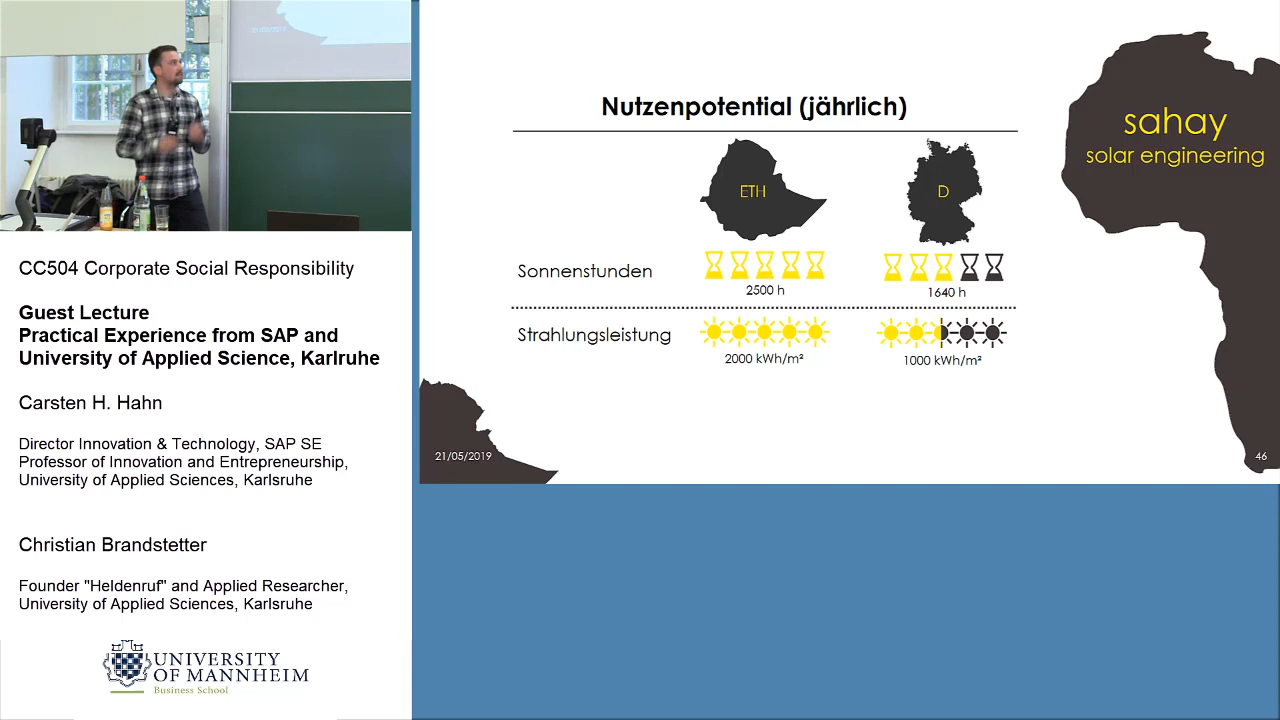 CC504 Corporate Social Responsibility
Guest Lecture
Practical Experience from SAP and
University of Applied Science, Karlsruhe
Carsten H. Hahn
Director Innovation & Technology, SAP SE
Professor of Innovation and Entrepreneurship,
University of Applied Sciences, Karlsruhe
Christian Brandstetter
Founder "Heldenruf" and Applied Researcher,
University of Applied Sciences, Karlsruhe
UNIVERSITY
OF MANNHEIM
Business School
Nutzenpotential (jährlich)
ETH
D
Sonnenstunden
2500 h
1640 h
Strahlungsleistung
2000 kWh/m²
1000 kWh/m²
sahay
solar engineering
21/05/2019
46